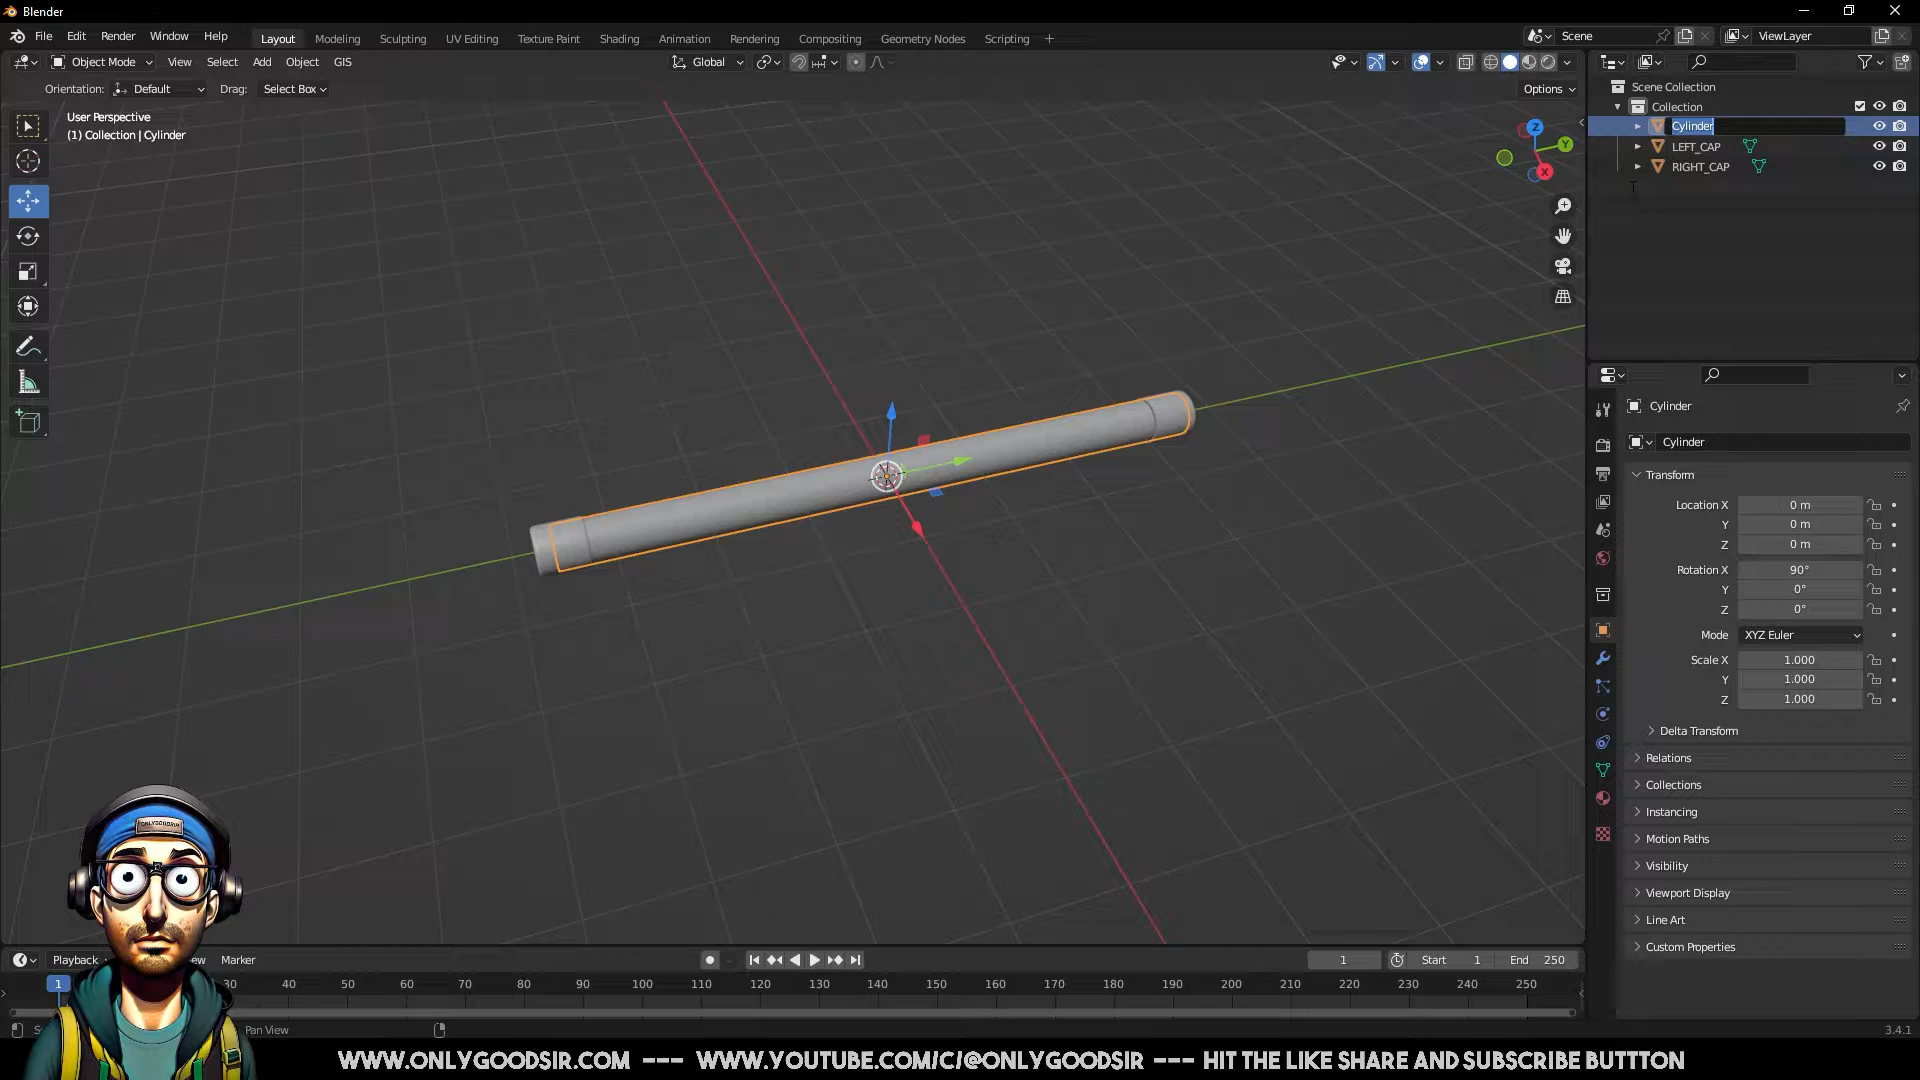 Blender
File Edit Render Window Help Layout Modeling Sculpting UV Editing Texture Paint Shading Animation Rendering Compositing Geometry Nodes Scripting + Scene ViewLayer
Object Mode View Select Add Object GIS Global
Orientation: Default Drag: Select Box Options
User Perspective
(1) Collection | Cylinder
Z
Y
X
Scene Collection
Collection
Cylinder
LEFT_CAP
RIGHT_CAP
Cylinder
Cylinder
Transform
Location X 0 m
Y 0 m
Z 0 m
Rotation X 90°
Y 0°
Z 0°
Mode XYZ Euler
Scale X 1.000
Y 1.000
Z 1.000
Delta Transform
Relations
Collections
Instancing
Motion Paths
Visibility
Viewport Display
Line Art
Custom Properties
Playback Marker 1 Start 1 End 250
1 30 40 50 60 70 80 90 100 110 120 130 140 150 160 170 180 190 200 210 220 230 240 250
Pan View
3.4.1
ONLYGOODSIR
WWW.ONLYGOODSIR.COM --- WWW.YOUTUBE.COM/C/@ONLYGOODSIR --- HIT THE LIKE SHARE AND SUBSCRIBE BUTTTON